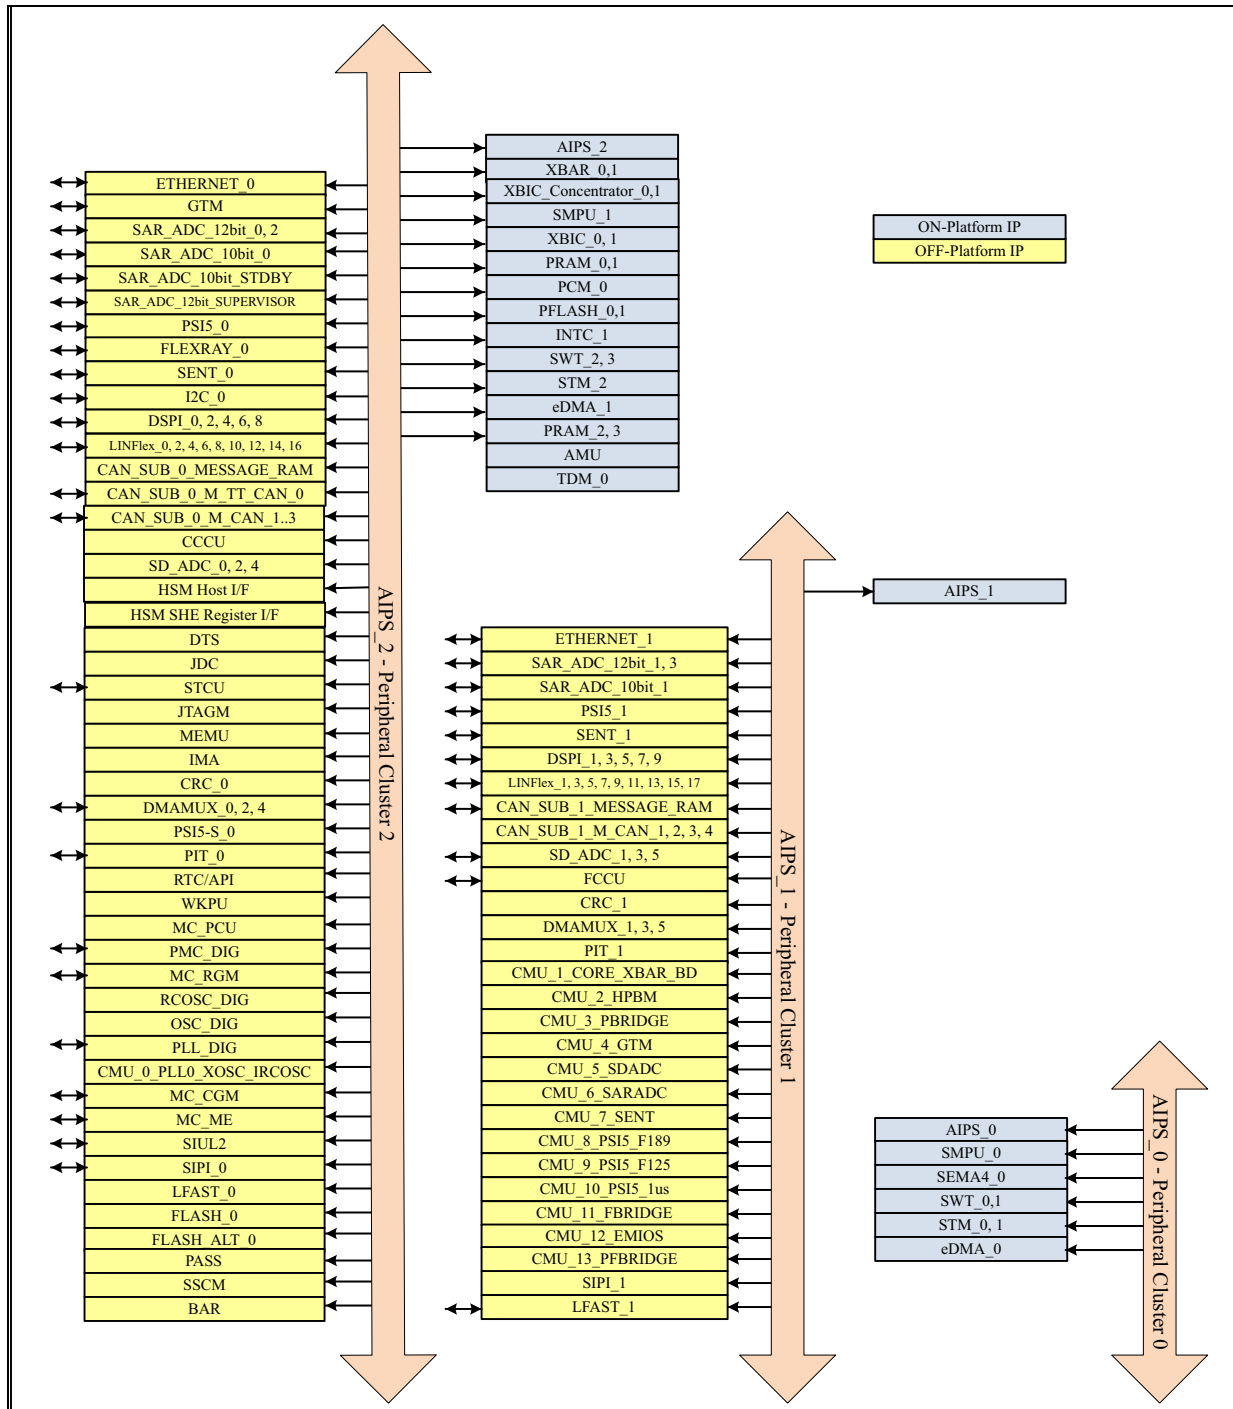 AIPS_2
XBAR_0,1
XBIC_Concentrator_0,1
SMPU_1
XBIC_0, 1
PRAM_0,1
PCM_0
PFLASH_0,1
INTC_1
SWT_2, 3
STM_2
eDMA_1
PRAM_2, 3
AMU
TDM_0
ON-Platform IP
OFF-Platform IP
ETHERNET_0
GTM
SAR_ADC_12bit_0, 2
SAR_ADC_10bit_0
SAR_ADC_10bit_STDBY
SAR_ADC_12bit_SUPERVISOR
PSI5_0
FLEXRAY_0
SENT_0
I2C_0
DSPI_0, 2, 4, 6, 8
LINFlex_0, 2, 4, 6, 8, 10, 12, 14, 16
CAN_SUB_0_MESSAGE_RAM
CAN_SUB_0_M_TT_CAN_0
CAN_SUB_0_M_CAN_1..3
CCCU
SD_ADC_0, 2, 4
HSM Host I/F
HSM SHE Register I/F
DTS
JDC
STCU
JTAGM
MEMU
IMA
CRC_0
DMAMUX_0, 2, 4
PSI5-S_0
PIT_0
RTC/API
WKPU
MC_PCU
PMC_DIG
MC_RGM
RCOSC_DIG
OSC_DIG
PLL_DIG
CMU_0_PLL0_XOSC_IRCOSC
MC_CGM
MC_ME
SIUL2
SIPI_0
LFAST_0
FLASH_0
FLASH_ALT_0
PASS
SSCM
BAR
AIPS_2 - Peripheral Cluster 2
AIPS_1
ETHERNET_1
SAR_ADC_12bit_1, 3
SAR_ADC_10bit_1
PSI5_1
SENT_1
DSPI_1, 3, 5, 7, 9
LINFlex_1, 3, 5, 7, 9, 11, 13, 15, 17
CAN_SUB_1_MESSAGE_RAM
CAN_SUB_1_M_CAN_1, 2, 3, 4
SD_ADC_1, 3, 5
FCCU
CRC_1
DMAMUX_1, 3, 5
PIT_1
CMU_1_CORE_XBAR_BD
CMU_2_HPBM
CMU_3_PBRIDGE
CMU_4_GTM
CMU_5_SDADC
CMU_6_SARADC
CMU_7_SENT
CMU_8_PSI5_F189
CMU_9_PSI5_F125
CMU_10_PSI5_1us
CMU_11_FBRIDGE
CMU_12_EMIOS
CMU_13_PFBRIDGE
SIPI_1
LFAST_1
AIPS_1 - Peripheral Cluster 1
AIPS_0
SMPU_0
SEMA4_0
SWT_0,1
STM_0, 1
eDMA_0
AIPS_0 - Peripheral Cluster 0